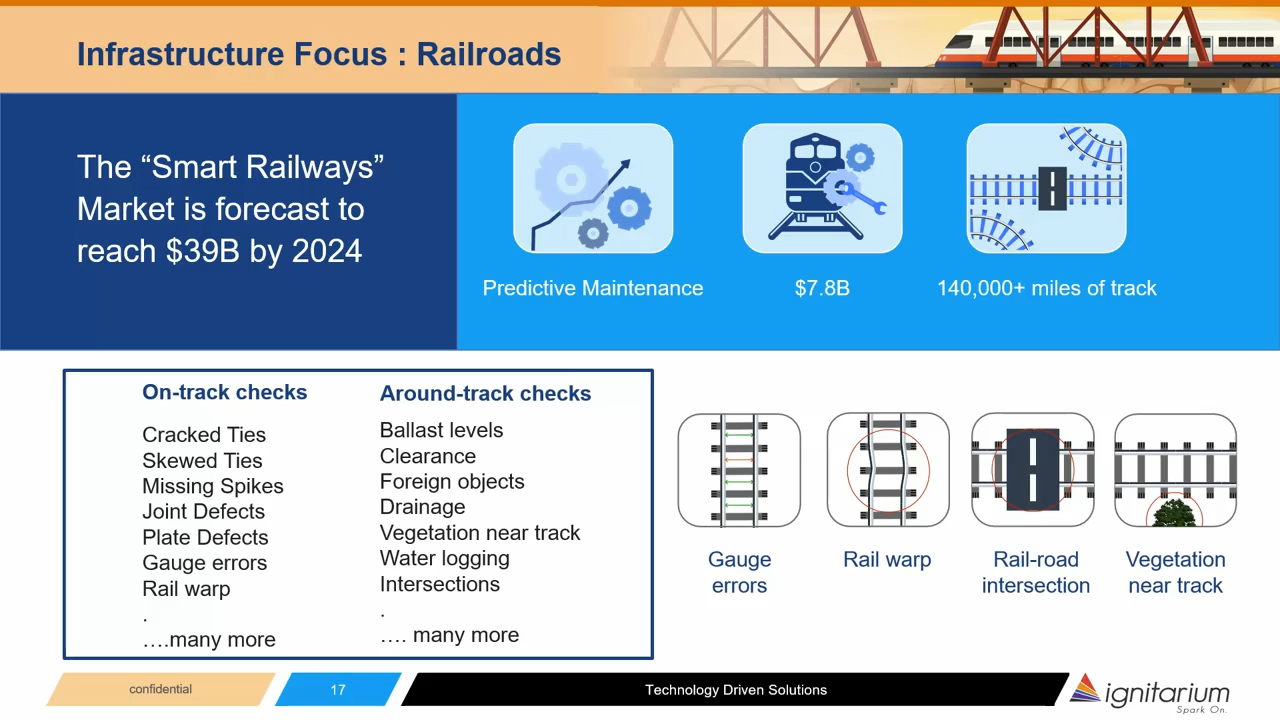 Infrastructure Focus : Railroads
The “Smart Railways”
Market is forecast to
reach $39B by 2024
Predictive Maintenance
$7.8B
140,000+ miles of track
On-track checks
Cracked Ties
Skewed Ties
Missing Spikes
Joint Defects
Plate Defects
Gauge errors
Rail warp
.
….many more
Around-track checks
Ballast levels
Clearance
Foreign objects
Drainage
Vegetation near track
Water logging
Intersections
.
…. many more
Gauge
errors
Rail warp
Rail-road
intersection
Vegetation
near track
confidential
17
Technology Driven Solutions
ignitarium
Spark On.